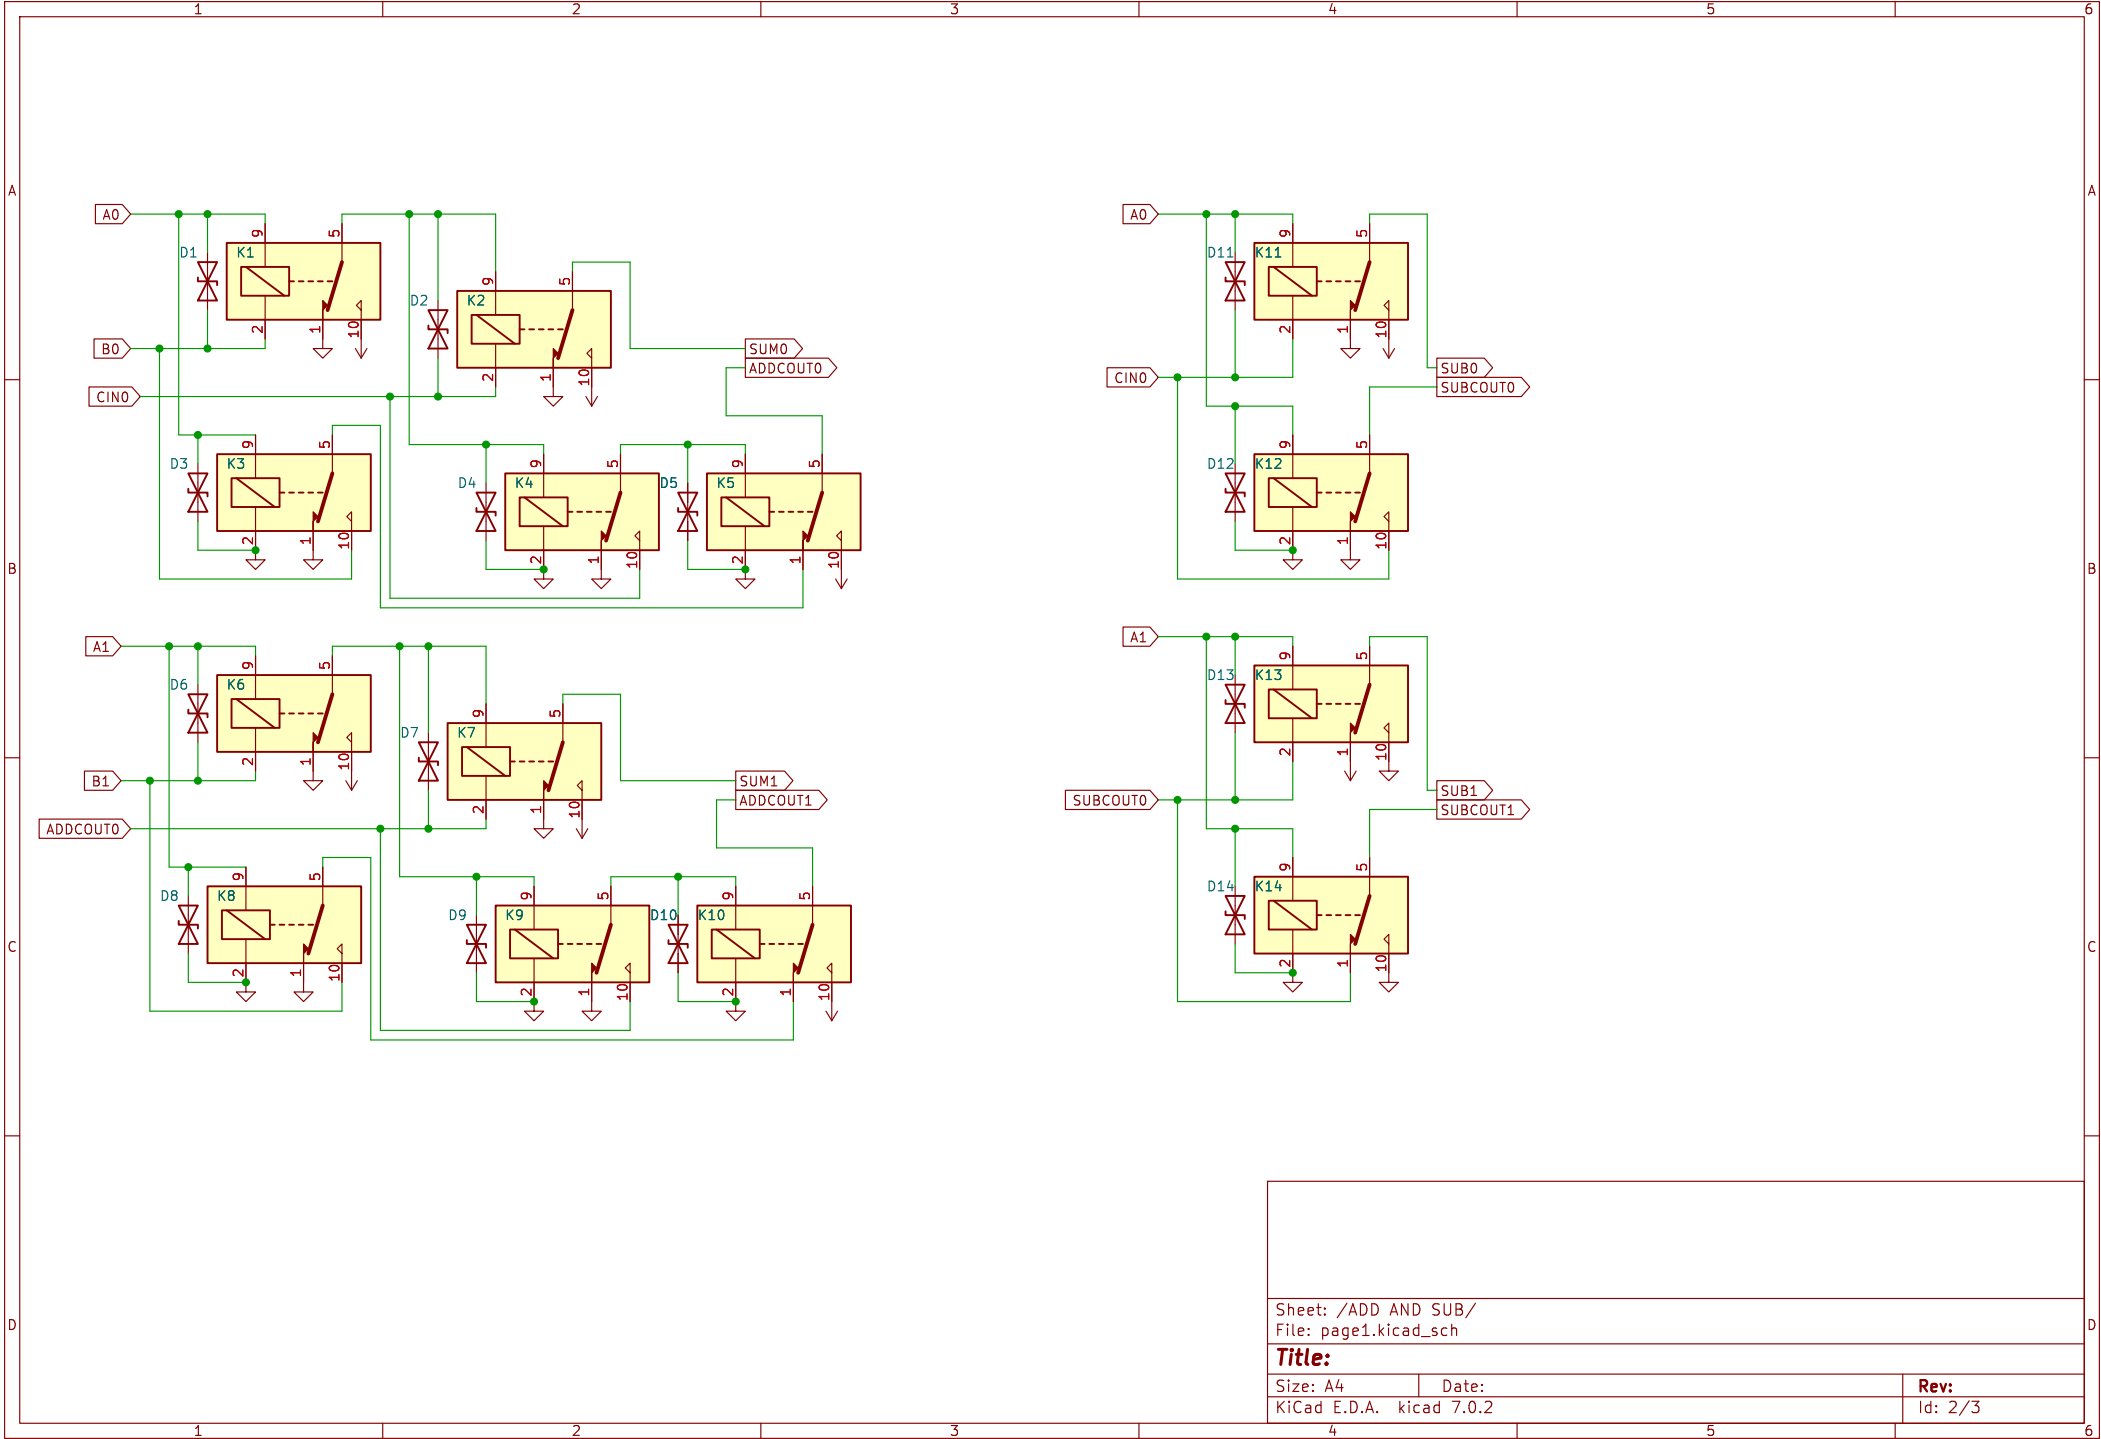 1 2 3 4 5 6
A A
A0 A0
9 5 9 5
D1 K1 D11 K11
9 5
D2 K2
2 1 10 2 1 10
B0 SUM0
ADDCOUT0 SUB0
2 1 10 CIN0
CIN0 SUBCOUT0
9 5 9 5
D3 K3 9 5 9 5 D12 K12
D4 K4 D5 K5
2 1 10 2 1 10
2 1 10 2 1 10
B B
A1 A1
9 5 9 5
D6 K6 D13 K13
9 5
D7 K7
2 1 10 2 1 10
B1 SUM1 SUB1
ADDCOUT1 SUBCOUT0 SUBCOUT1
2 1 10
ADDCOUT0
9 5 9 5
D8 K8 9 5 9 5 D14 K14
D9 K9 D10 K10
2 1 10 2 1 10
2 1 10 2 1 10
C C
Sheet: /ADD AND SUB/
D File: page1.kicad_sch D
Title:
Size: A4 Date: Rev:
KiCad E.D.A. kicad 7.0.2 Id: 2/3
1 2 3 4 5 6